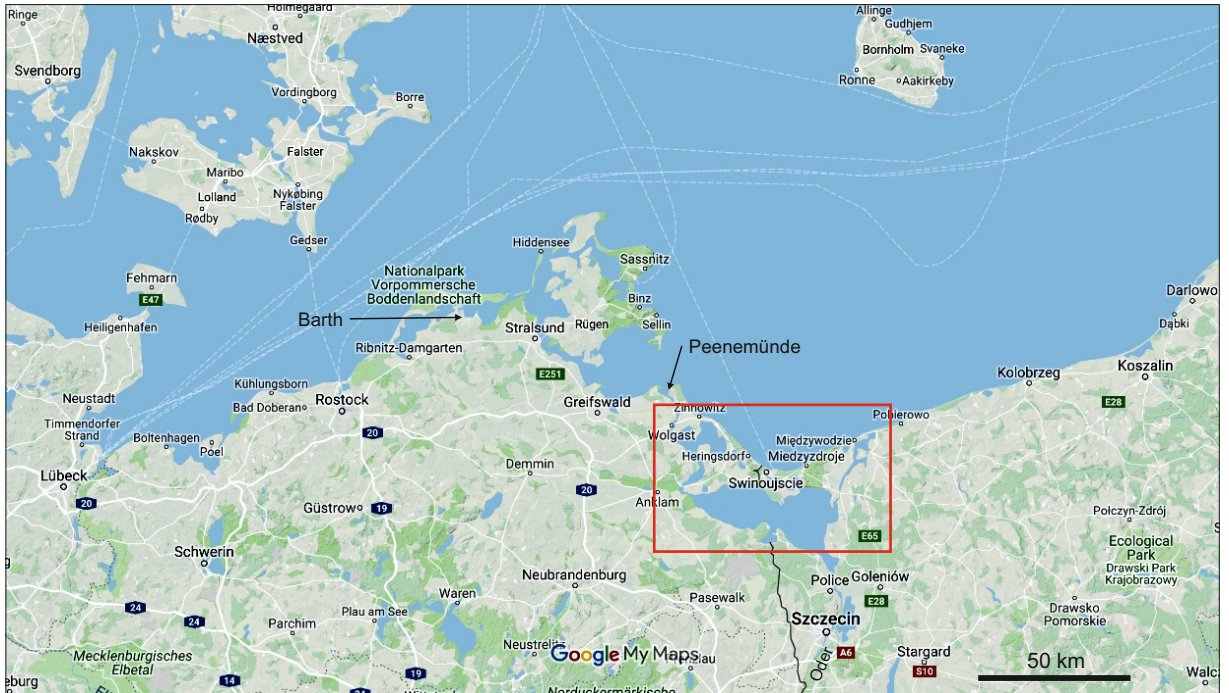 Ringe
Holmegaard
Allinge
Næstved
Gudhjem
Bornholm
Svaneke
Svendborg
Ronne
Aakirkeby
Vordingborg
Borre
Nakskov
Falster
Maribo
Lolland
Nykøbing
Falster
Rødby
Gedser
Hiddensee
Sassnitz
Fehmarn
E47
Nationalpark
Vorpommersche
Boddenlandschaft
Binz
Darlowo
Heiligenhafen
Barth
Stralsund
Rügen
Sellin
Dąbki
Ribnitz-Damgarten
Peenemünde
E251
Kolobrzeg
Koszalin
Kühlungsborn
Neustadt
Bad Doberan
Rostock
Greifswald
Zinnowitz
Pobierowo
E28
Timmendorfer
Strand
Boltenhagen
Poel
20
Wolgast
Międzywodzie
Heringsdorf
Miedzyzdroje
Lübeck
Demmin
Swinoujscie
20
20
Anklam
Güstrow
19
Połczyn-Zdrój
E65
Schwerin
Ecological
Park
Drawski Park
Krajobrazowy
Neubrandenburg
Police
Goleniów
Waren
Pasewalk
E28
24
Plau am See
Drawsko
Pomorskie
24
Parchim
Szczecin
Neustrelitz
Google My Maps
Oder
A6
Stargard
50 km
Mecklenburgisches
Elbetal
S10
14
19